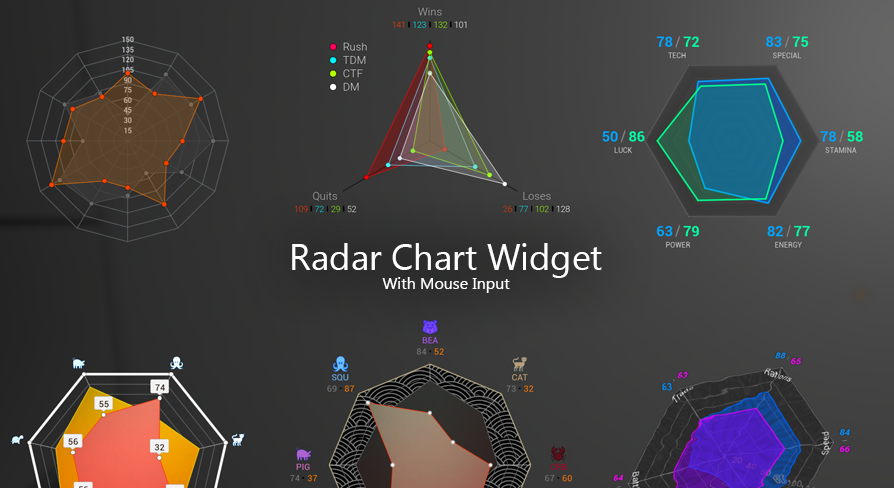 150
135
120
105
90
75
60
45
30
15
Wins
141 | 123 | 132 | 101
Rush
TDM
CTF
DM
Quits
109 | 72 | 29 | 52
Loses
26 | 77 | 102 | 128
78 / 72
TECH
83 / 75
SPECIAL
50 / 86
LUCK
78 / 58
STAMINA
63 / 79
POWER
82 / 77
ENERGY
Radar Chart Widget
With Mouse Input
74
55
56
32
BEA
84 • 52
SQU
69 • 87
CAT
73 • 32
PIG
74 • 37
67 • 60
88 / 65
Rations
63 / 62
84 – 66
Speed
64